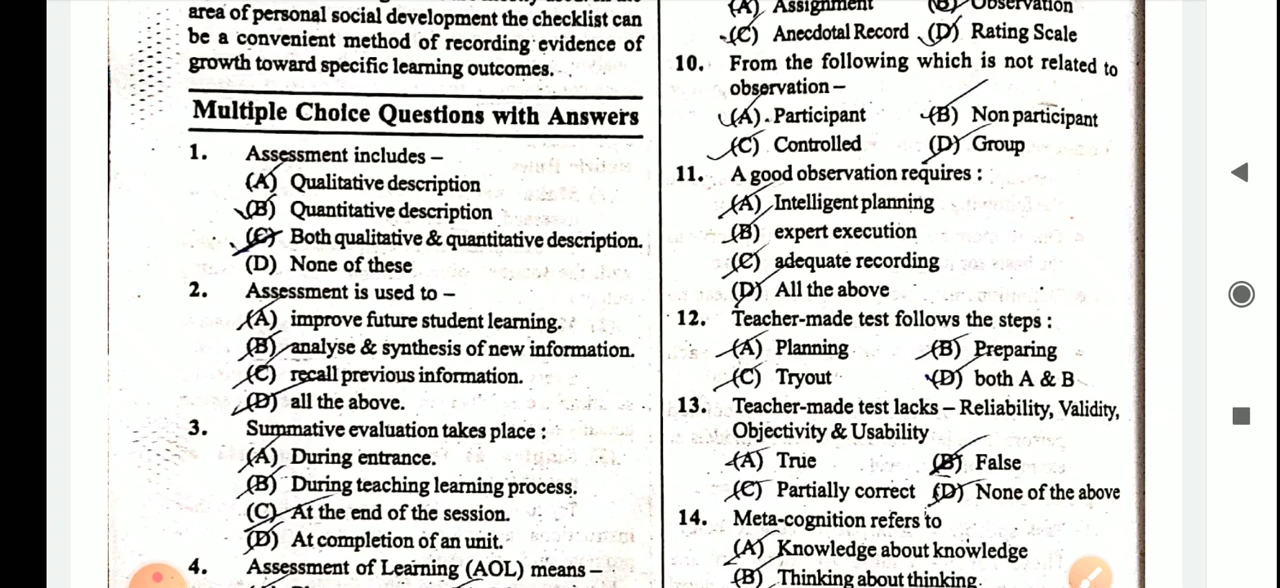 area of personal social development the checklist can
be a convenient method of recording evidence of
growth toward specific learning outcomes.
Multiple Choice Questions with Answers
1. Assessment includes –
(A) Qualitative description
(B) Quantitative description
(C) Both qualitative & quantitative description.
(D) None of these
2. Assessment is used to –
(A) improve future student learning.
(B) analyse & synthesis of new information.
(C) recall previous information.
(D) all the above.
3. Summative evaluation takes place :
(A) During entrance.
(B) During teaching learning process.
(C) At the end of the session.
(D) At completion of an unit.
4. Assessment of Learning (AOL) means –
(A) Assignment (B) Observation
(C) Anecdotal Record (D) Rating Scale
10. From the following which is not related to
observation –
(A) Participant (B) Non participant
(C) Controlled (D) Group
11. A good observation requires :
(A) Intelligent planning
(B) expert execution
(C) adequate recording
(D) All the above
12. Teacher-made test follows the steps :
(A) Planning (B) Preparing
(C) Tryout (D) both A & B
13. Teacher-made test lacks – Reliability, Validity,
Objectivity & Usability
(A) True (B) False
(C) Partially correct (D) None of the above
14. Meta-cognition refers to
(A) Knowledge about knowledge
(B) Thinking about thinking.